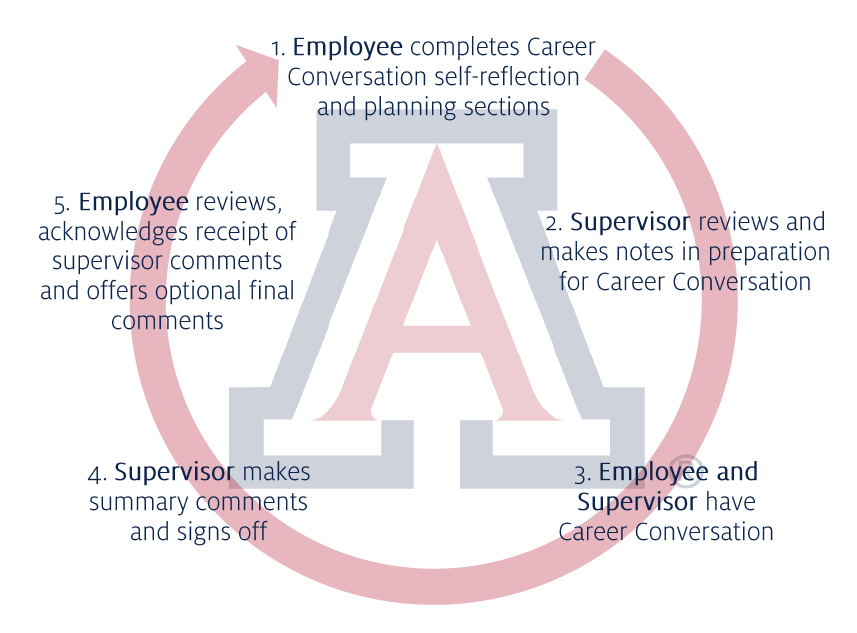 1. Employee completes Career
Conversation self-reflection
and planning sections
2. Supervisor reviews and
makes notes in preparation
for Career Conversation
3. Employee and
Supervisor have
Career Conversation
4. Supervisor makes
summary comments
and signs off
5. Employee reviews,
acknowledges receipt of
supervisor comments
and offers optional final
comments
A
®